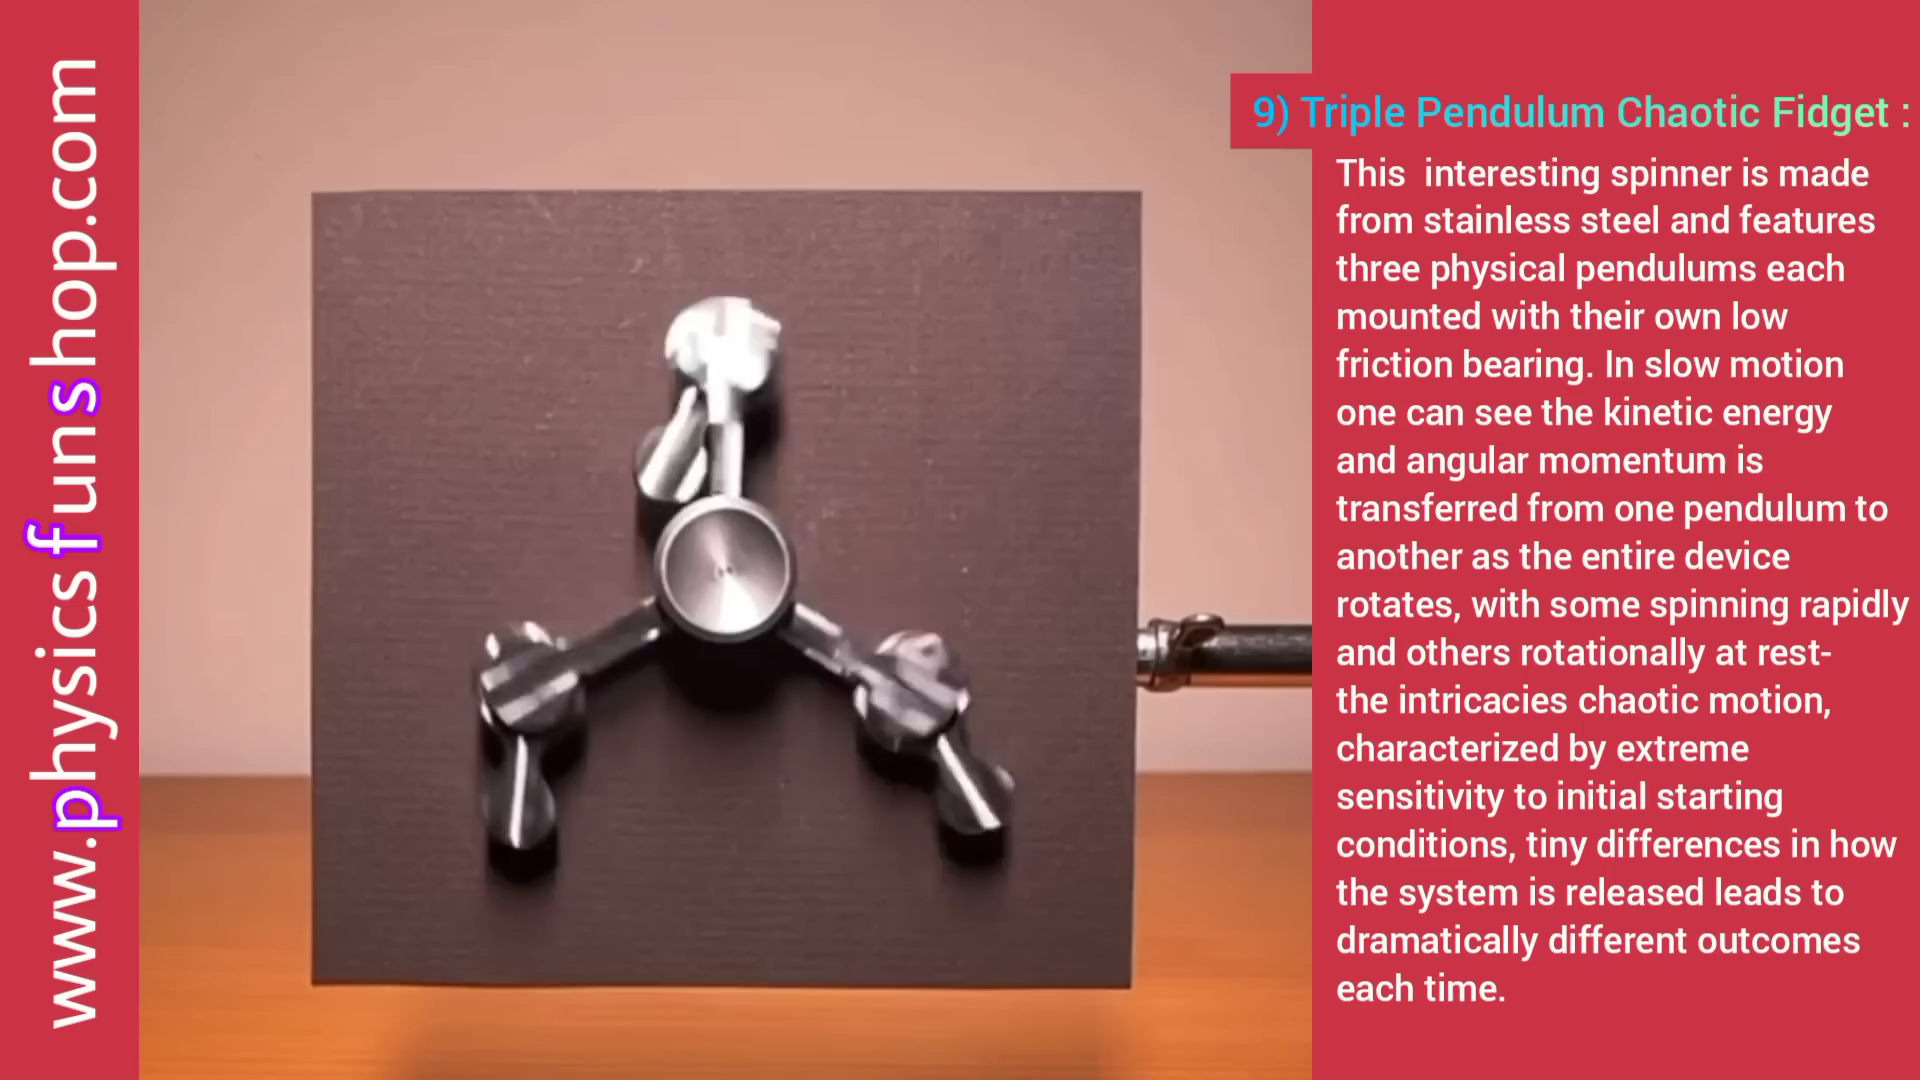 www.physicsfunshop.com
9) Triple Pendulum Chaotic Fidget :
This  interesting spinner is made
from stainless steel and features
three physical pendulums each
mounted with their own low
friction bearing. In slow motion
one can see the kinetic energy
and angular momentum is
transferred from one pendulum to
another as the entire device
rotates, with some spinning rapidly
and others rotationally at rest-
the intricacies chaotic motion,
characterized by extreme
sensitivity to initial starting
conditions, tiny differences in how
the system is released leads to
dramatically different outcomes
each time.